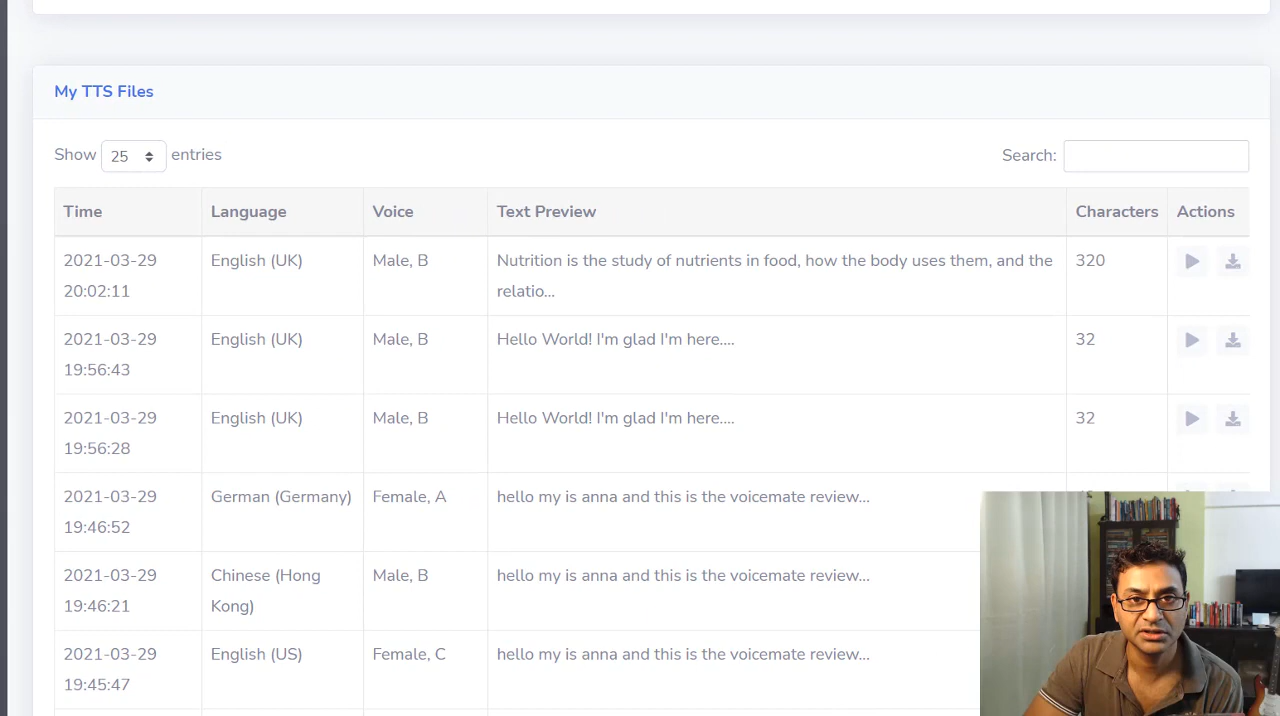 My TTS Files
Show 25 entries
Search:
Time Language Voice Text Preview Characters Actions
2021-03-29 English (UK) Male, B Nutrition is the study of nutrients in food, how the body uses them, and the 320
20:02:11 relatio...
2021-03-29 English (UK) Male, B Hello World! I'm glad I'm here.... 32
19:56:43
2021-03-29 English (UK) Male, B Hello World! I'm glad I'm here.... 32
19:56:28
2021-03-29 German (Germany) Female, A hello my is anna and this is the voicemate review...
19:46:52
2021-03-29 Chinese (Hong Male, B hello my is anna and this is the voicemate review...
19:46:21 Kong)
2021-03-29 English (US) Female, C hello my is anna and this is the voicemate review...
19:45:47